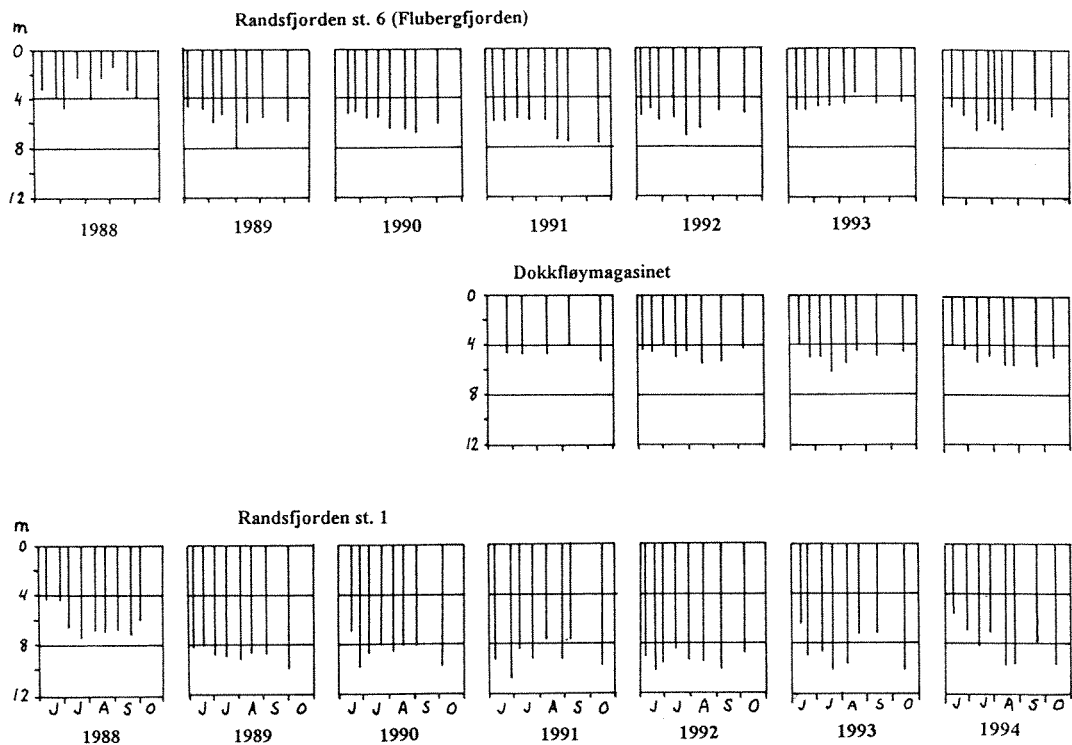 Randsfjorden st. 6 (Flubergfjorden)
m
0
4
8
12
1988 1989 1990 1991 1992 1993
Dokkfløymagasinet
0
4
8
12
Randsfjorden st. 1
m
0
4
8
12
J J A S O J J A S O J J A S O J J A S O J J A S O J J A S O J J A S O
1988 1989 1990 1991 1992 1993 1994